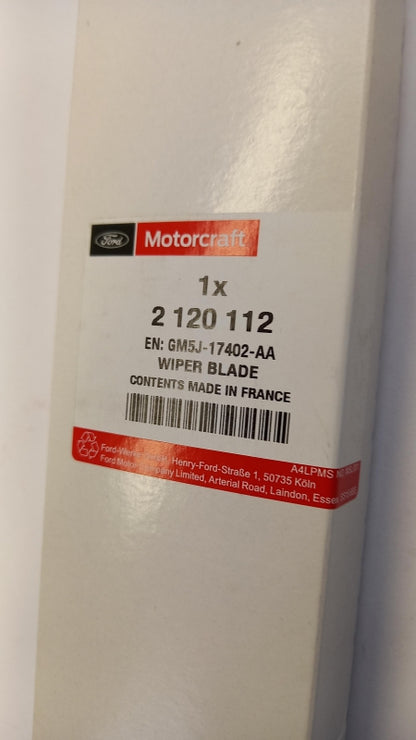 Ford Motorcraft
1x
2 120 112
EN: GM5J-17402-AA
WIPER BLADE
CONTENTS MADE IN FRANCE
A4LPMS
Henry-Ford-Straße 1, 50735 Köln
Ford Motor Company Limited, Arterial Road, Laindon, Essex